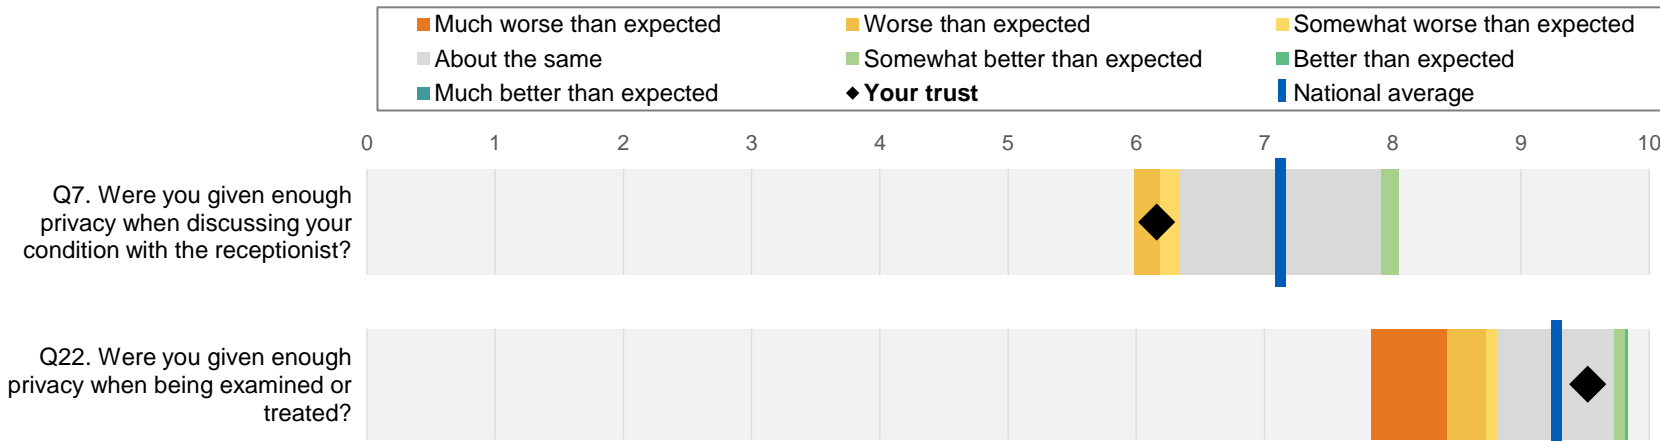 Much worse than expected
Worse than expected
Somewhat worse than expected
About the same
Somewhat better than expected
Better than expected
Much better than expected
Your trust
National average
0 1 2 3 4 5 6 7 8 9 10
Q7. Were you given enough
privacy when discussing your
condition with the receptionist?
Q22. Were you given enough
privacy when being examined or
treated?